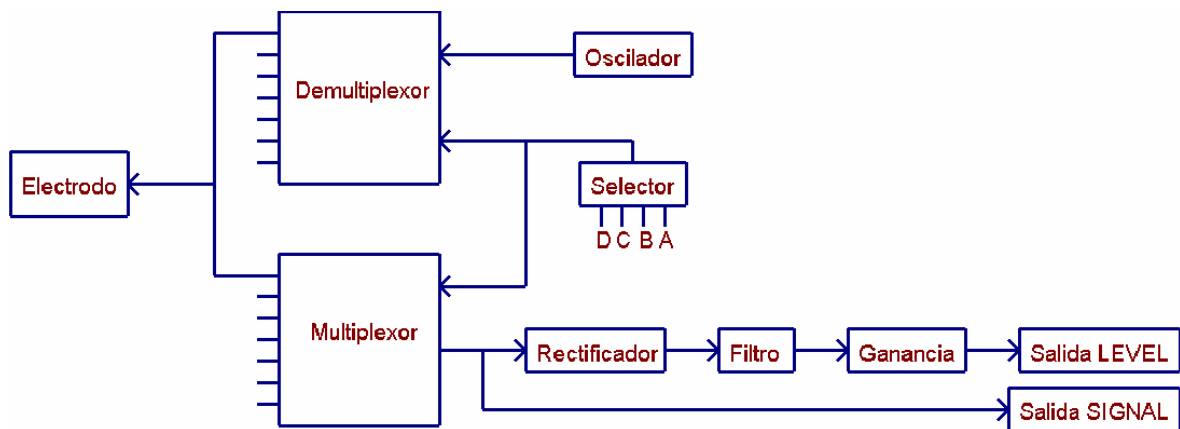 Oscilador
Demultiplexor
Electrodo
Selector
D C B A
Multiplexor
Rectificador
Filtro
Ganancia
Salida LEVEL
Salida SIGNAL